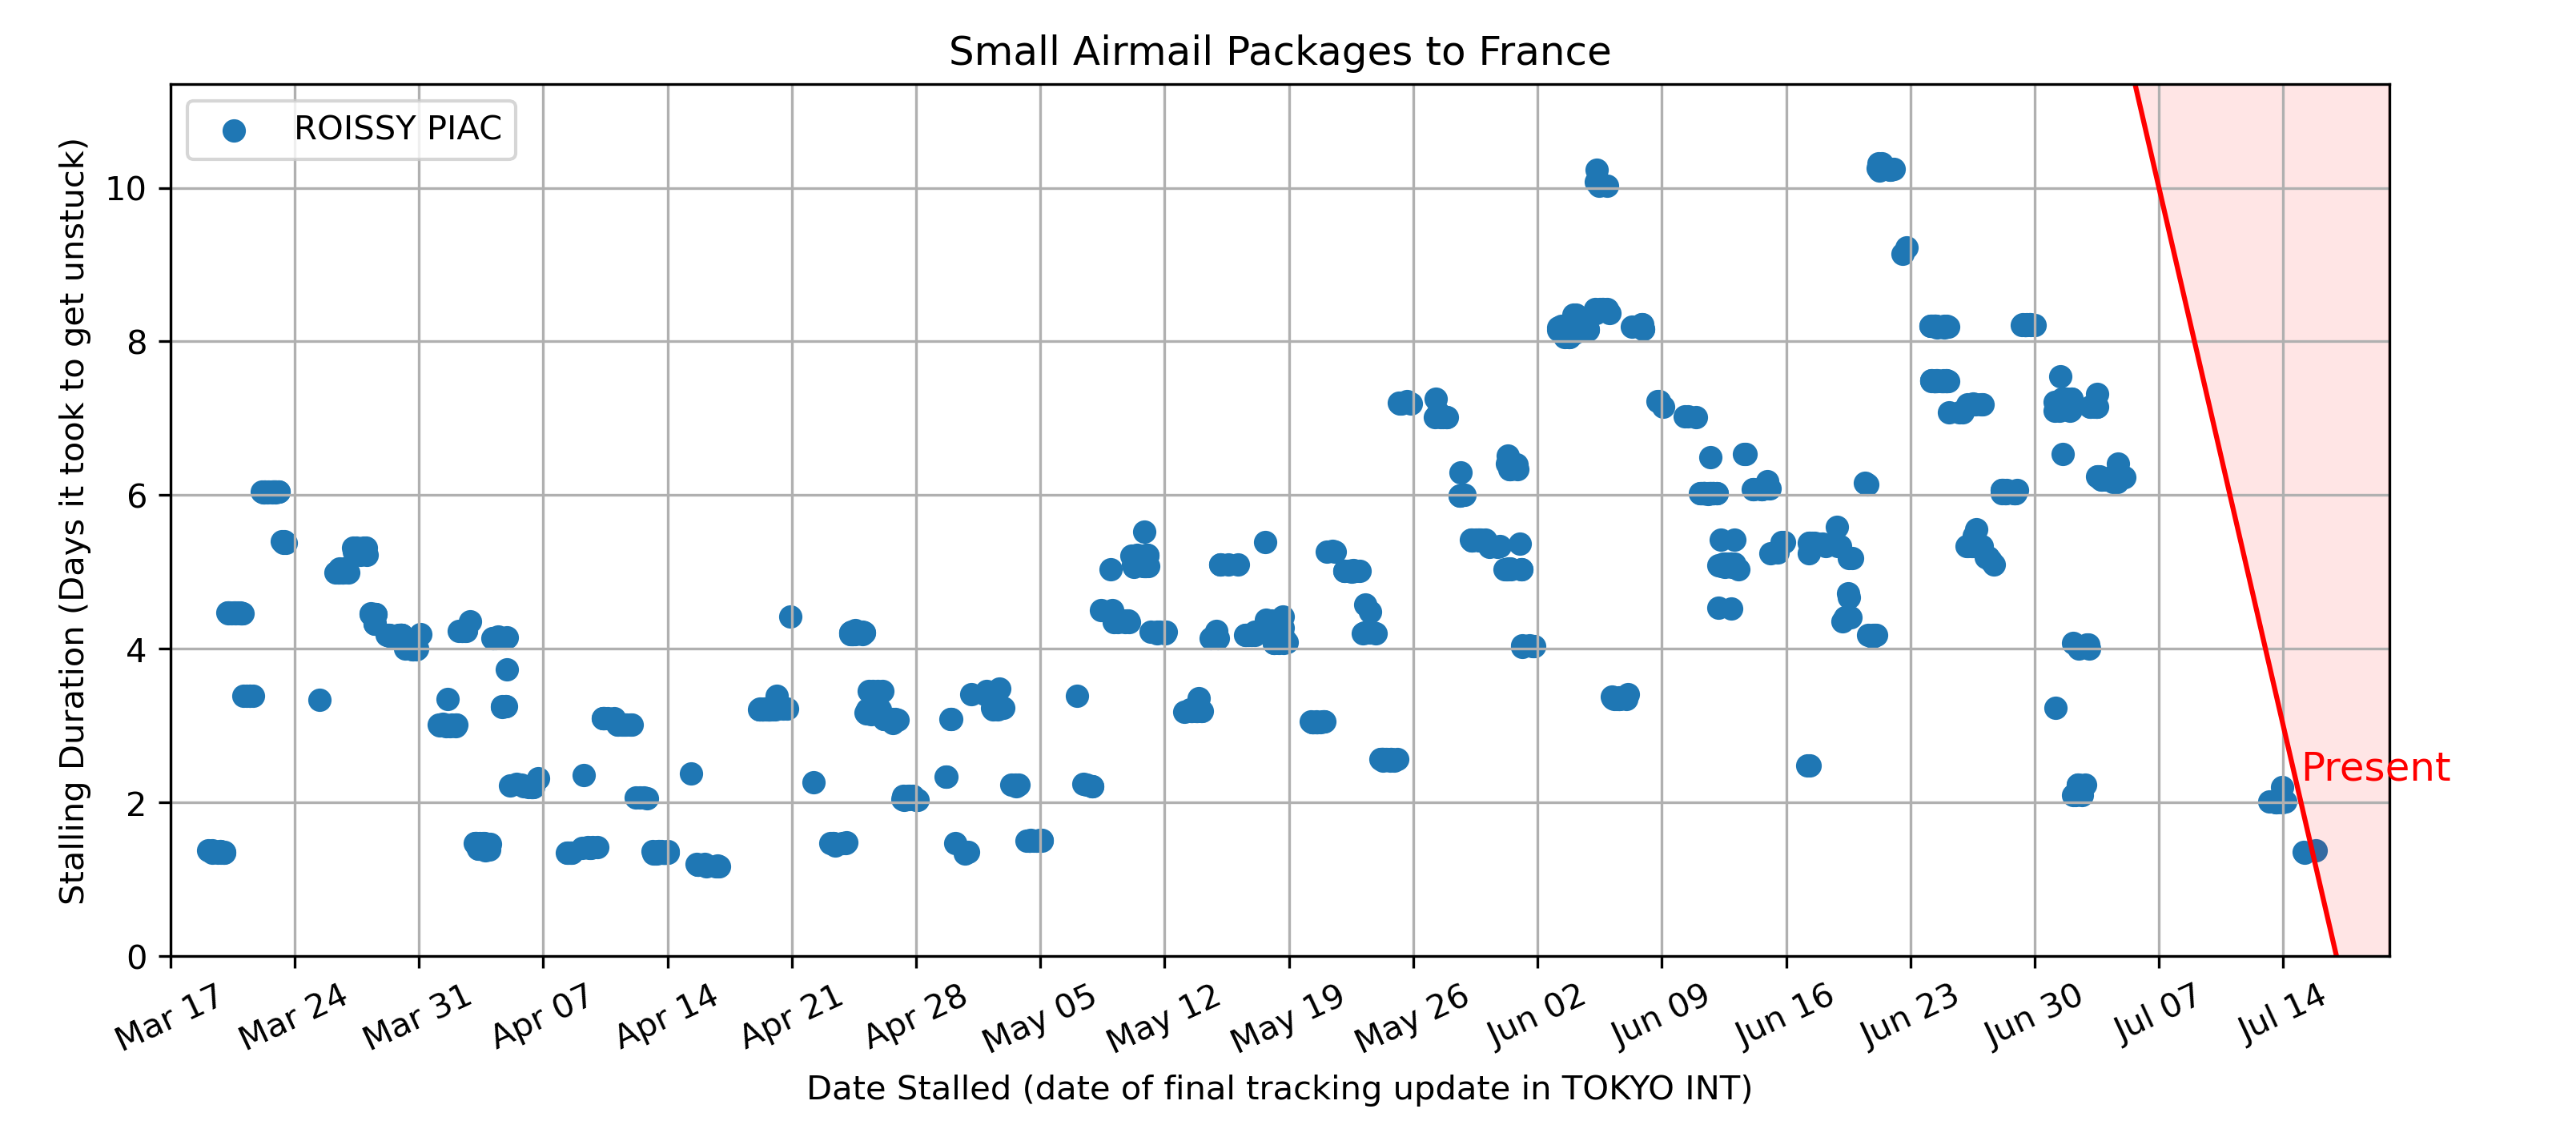 Small Airmail Packages to France
ROISSY PIAC
Stalling Duration (Days it took to get unstuck)
10
8
6
4
2
0
Present
Mar 17
Mar 24
Mar 31
Apr 07
Apr 14
Apr 21
Apr 28
May 05
May 12
May 19
May 26
Jun 02
Jun 09
Jun 16
Jun 23
Jun 30
Jul 07
Jul 14
Date Stalled (date of final tracking update in TOKYO INT)